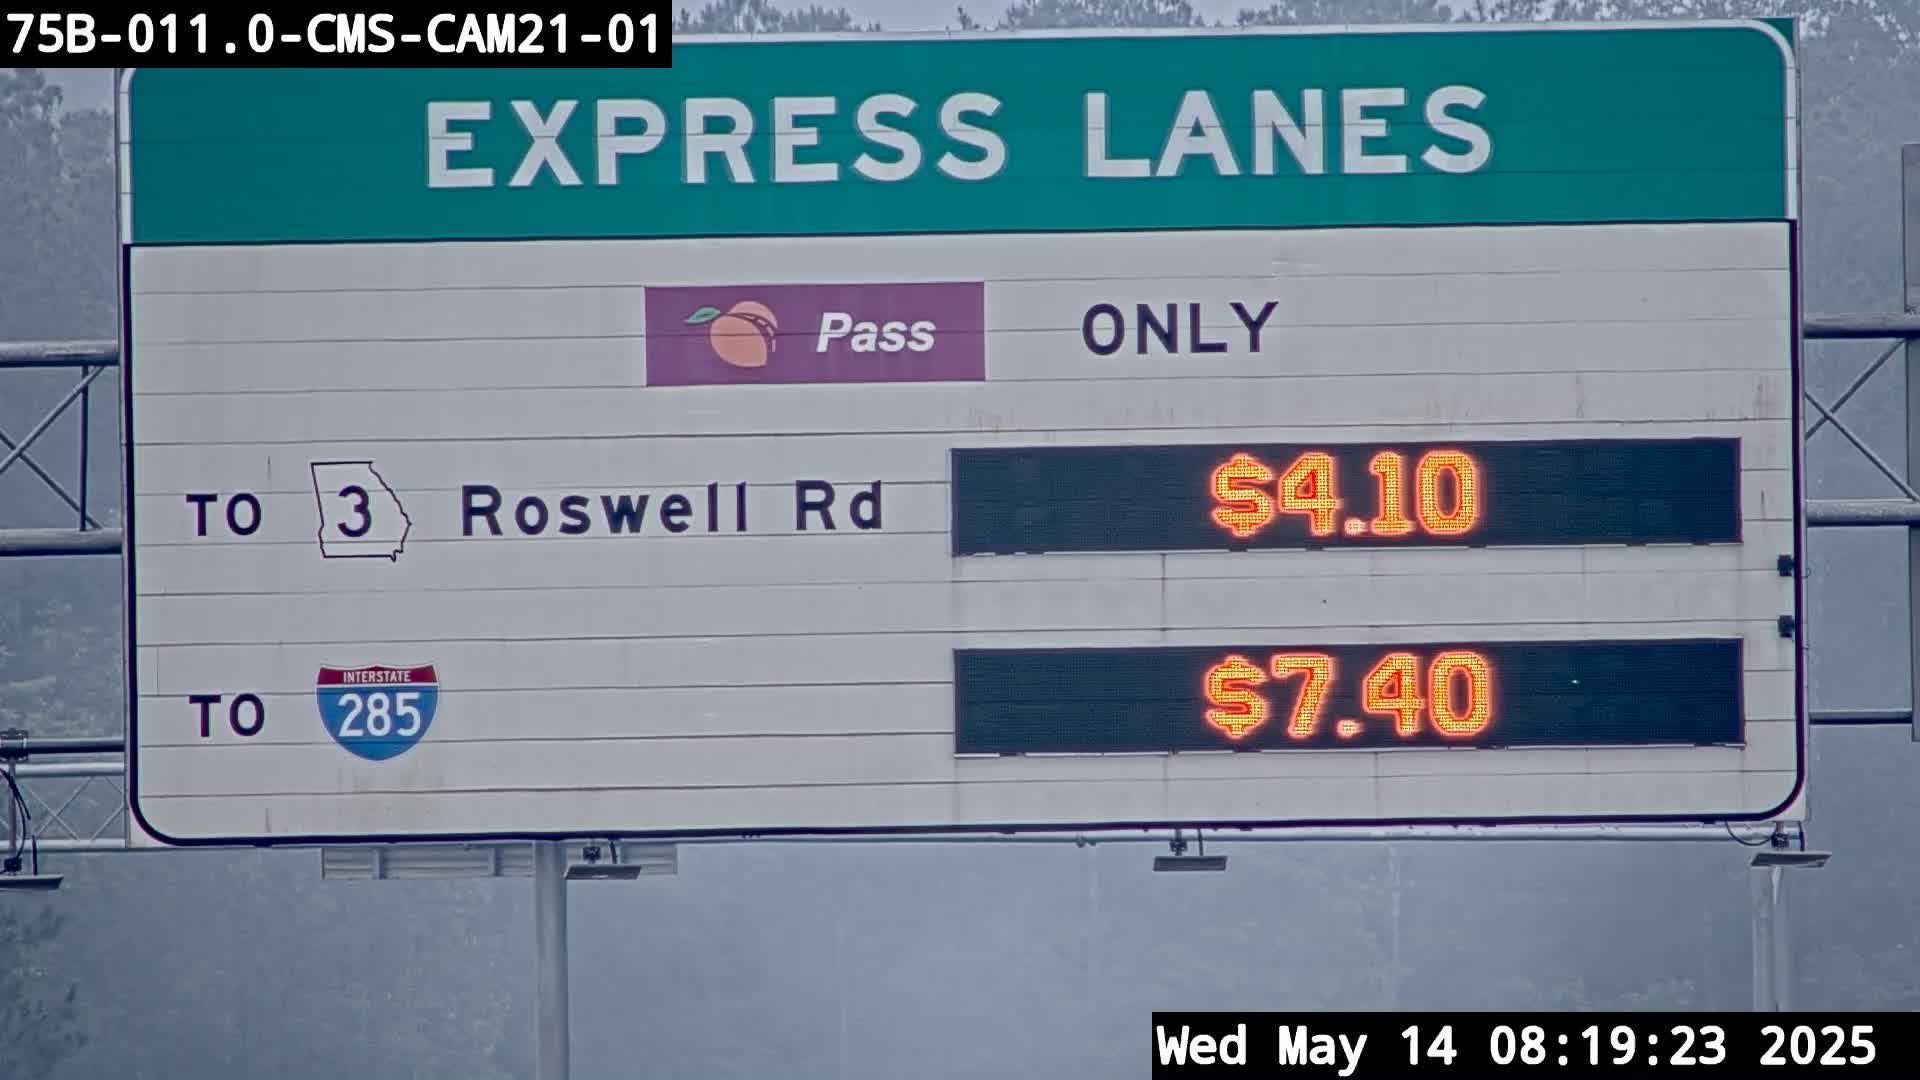 75B-011.0-CMS-CAM21-01
EXPRESS LANES
Pass ONLY
TO 3 Roswell Rd $4.10
TO INTERSTATE 285 $7.40
Wed May 14 08:19:23 2025